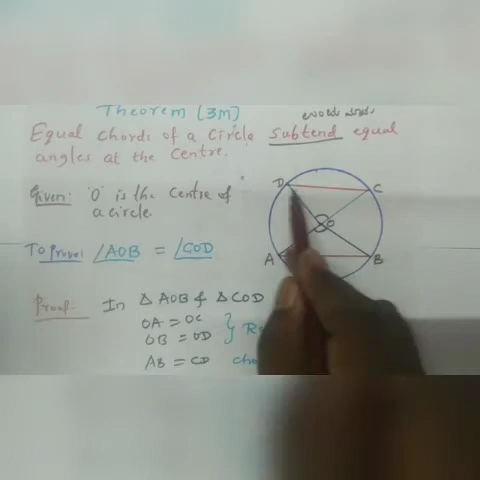 Theorem (3m)
Equal chords of a circle subtend equal
angles at the centre.
Given: 'O' is the centre of
a circle.
To prove: ∠AOB = ∠COD
Proof:- In △ AOB & △ COD
OA = OC
OB = OD
AB = CD
D
C
O
A
B